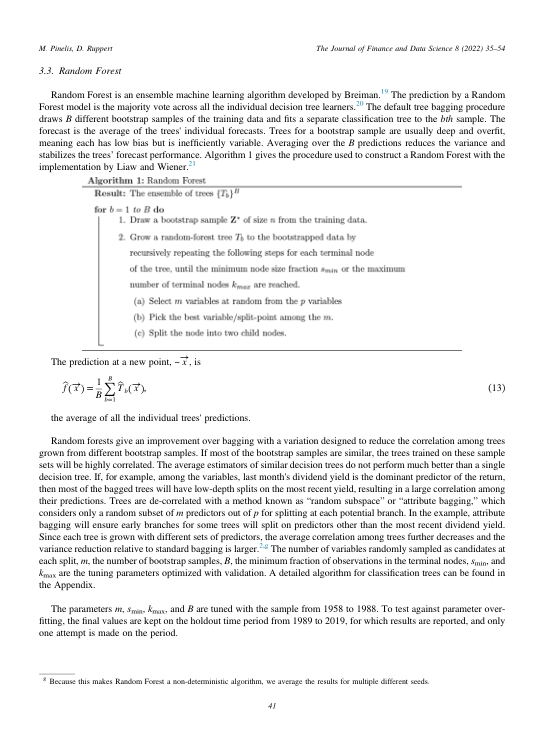 M. Pinelis, D. Ruppert
The Journal of Finance and Data Science 8 (2022) 35–54
3.3. Random Forest
Random Forest is an ensemble machine learning algorithm developed by Breiman.19 The prediction by a Random
Forest model is the majority vote across all the individual decision tree learners.20 The default tree bagging procedure
draws B different bootstrap samples of the training data and fits a separate classification tree to the bth sample. The
forecast is the average of the trees' individual forecasts. Trees for a bootstrap sample are usually deep and overfit,
meaning each has low bias but is inefficiently variable. Averaging over the B predictions reduces the variance and
stabilizes the trees' forecast performance. Algorithm 1 gives the procedure used to construct a Random Forest with the
implementation by Liaw and Wiener.21
Algorithm 1: Random Forest
Result: The ensemble of trees {T_b}^B
for b = 1 to B do
1. Draw a bootstrap sample Z* of size n from the training data.
2. Grow a random-forest tree T_b to the bootstrapped data by
recursively repeating the following steps for each terminal node
of the tree, until the minimum node size fraction s_min or the maximum
number of terminal nodes k_max are reached.
(a) Select m variables at random from the p variables
(b) Pick the best variable/split-point among the m.
(c) Split the node into two child nodes.
The prediction at a new point, −x⃗, is
f̂(x⃗) = 1/B ∑_{b=1}^{B} T̂_b(x⃗), (13)
the average of all the individual trees' predictions.
Random forests give an improvement over bagging with a variation designed to reduce the correlation among trees
grown from different bootstrap samples. If most of the bootstrap samples are similar, the trees trained on these sample
sets will be highly correlated. The average estimators of similar decision trees do not perform much better than a single
decision tree. If, for example, among the variables, last month's dividend yield is the dominant predictor of the return,
then most of the bagged trees will have low-depth splits on the most recent yield, resulting in a large correlation among
their predictions. Trees are de-correlated with a method known as “random subspace” or “attribute bagging,” which
considers only a random subset of m predictors out of p for splitting at each potential branch. In the example, attribute
bagging will ensure early branches for some trees will split on predictors other than the most recent dividend yield.
Since each tree is grown with different sets of predictors, the average correlation among trees further decreases and the
variance reduction relative to standard bagging is larger.2,g The number of variables randomly sampled as candidates at
each split, m, the number of bootstrap samples, B, the minimum fraction of observations in the terminal nodes, s_min, and
k_max are the tuning parameters optimized with validation. A detailed algorithm for classification trees can be found in
the Appendix.
The parameters m, s_min, k_max, and B are tuned with the sample from 1958 to 1988. To test against parameter over-
fitting, the final values are kept on the holdout time period from 1989 to 2019, for which results are reported, and only
one attempt is made on the period.
g Because this makes Random Forest a non-deterministic algorithm, we average the results for multiple different seeds.
41